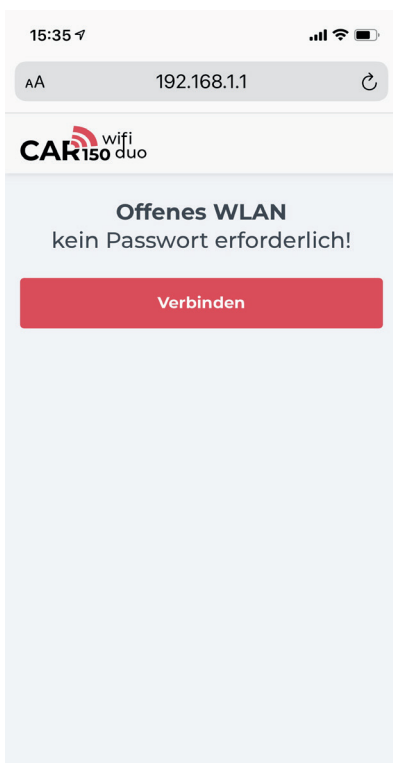 15:35
AA 192.168.1.1
CAR150 wifi duo
Offenes WLAN
kein Passwort erforderlich!
Verbinden